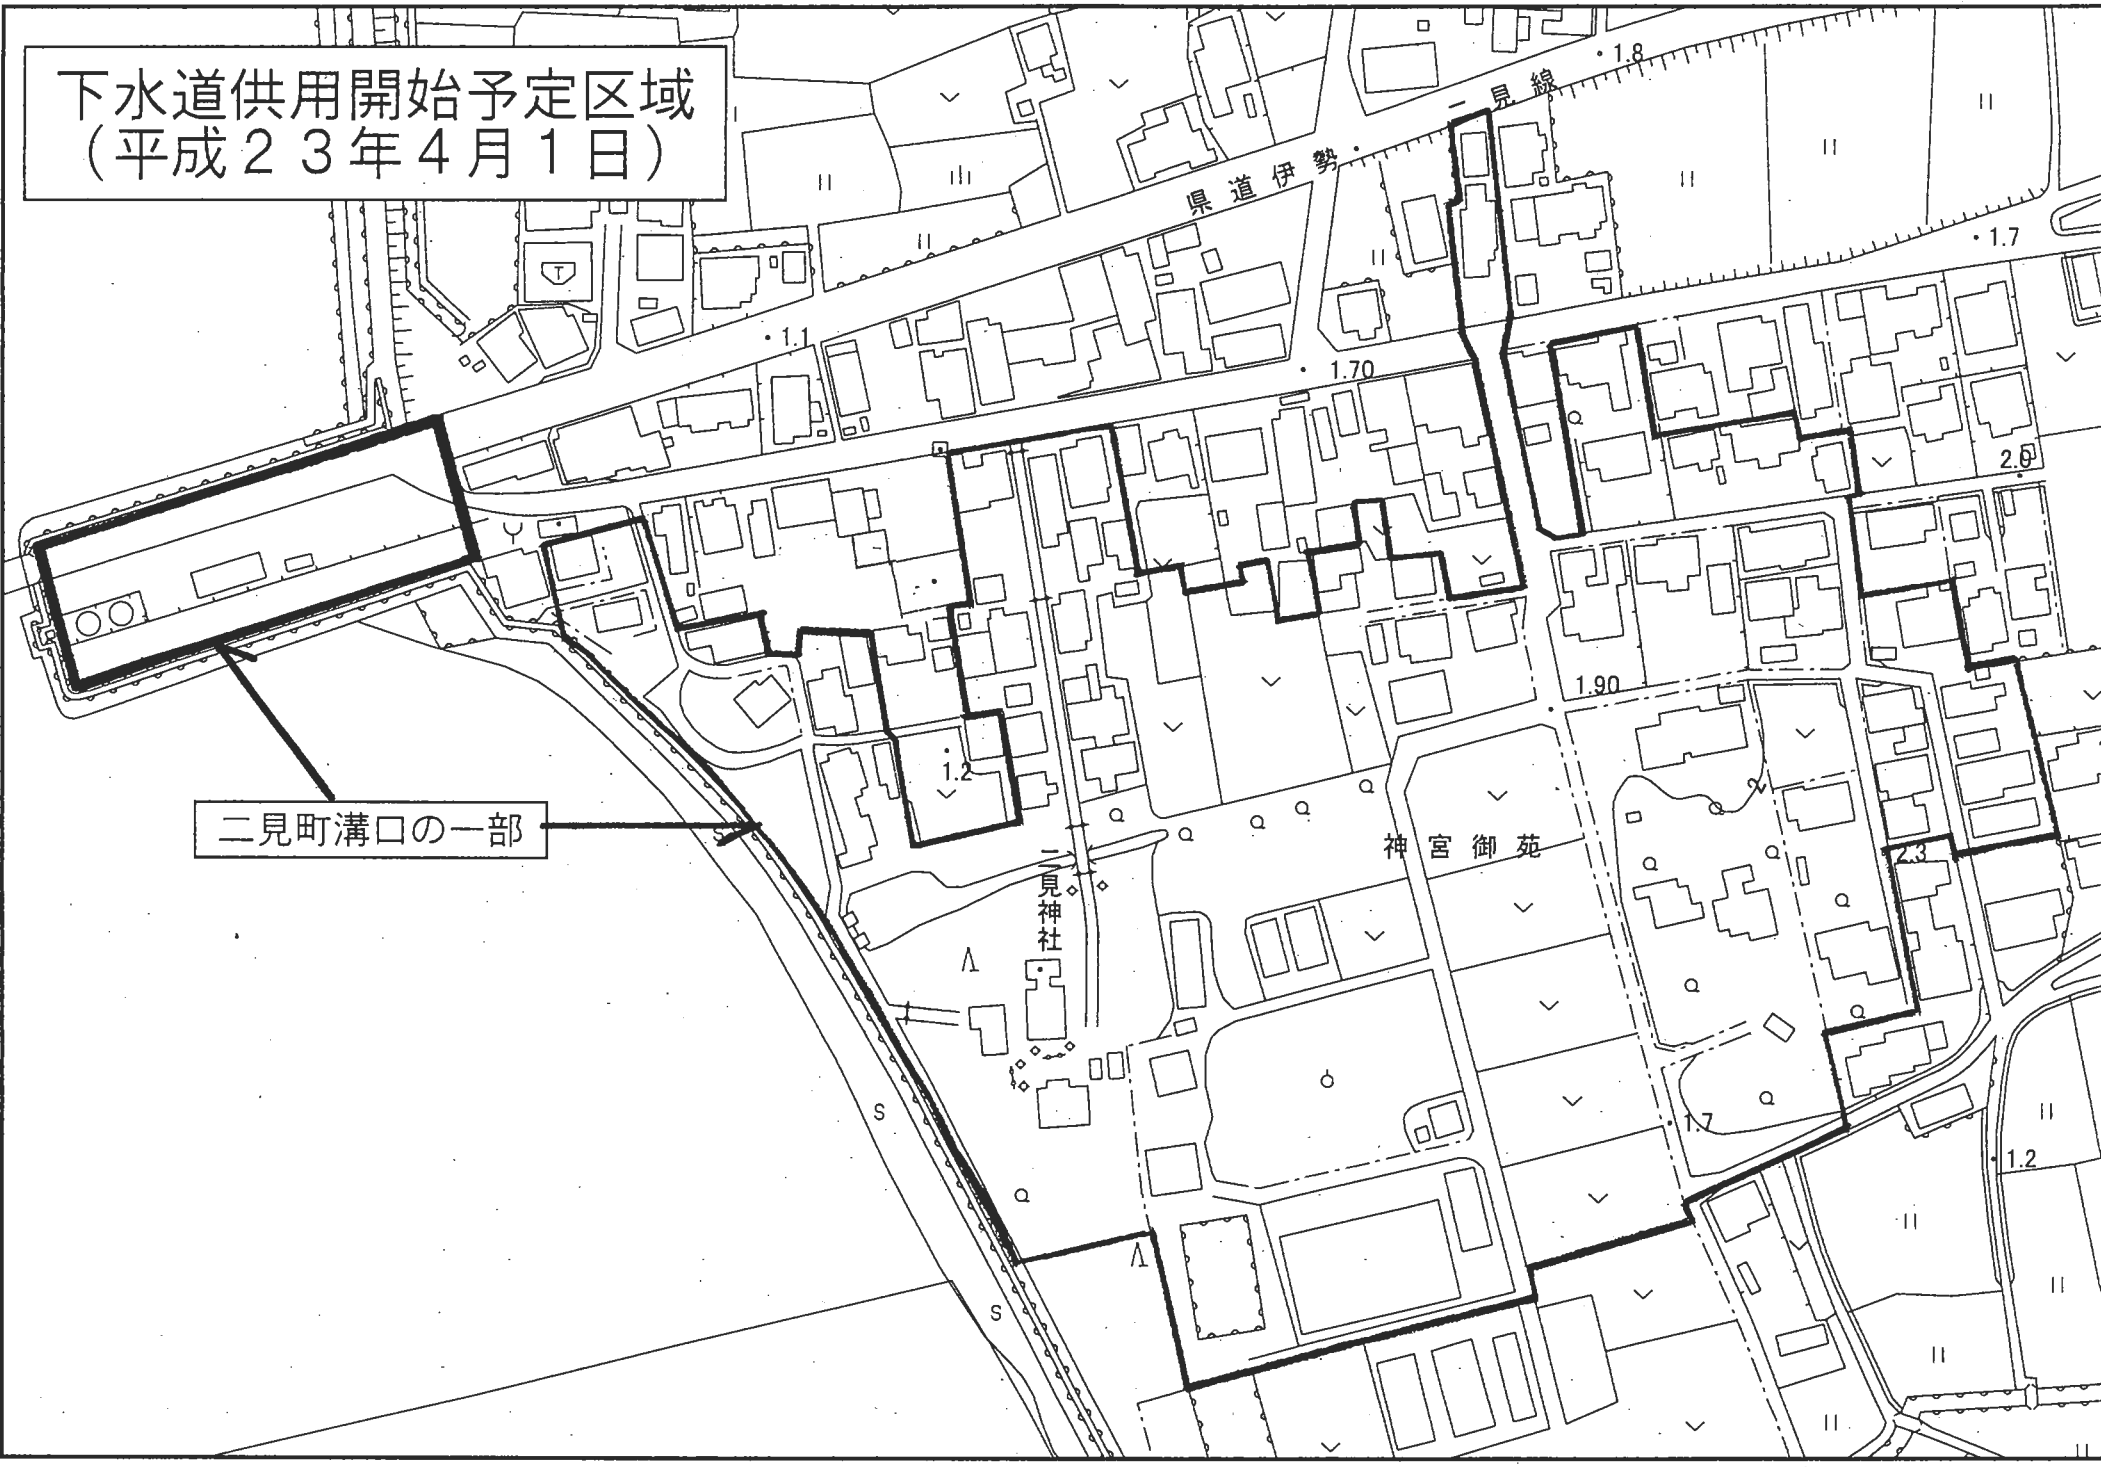 下水道供用開始予定区域
（平成２３年４月１日）
1.8
県道伊勢二見線
1.7
1.1
1.70
2.0
T
1.90
1.2
二見町溝口の一部
神宮御苑
2
2.3
二見神社
S
S
S
1.7
1.2